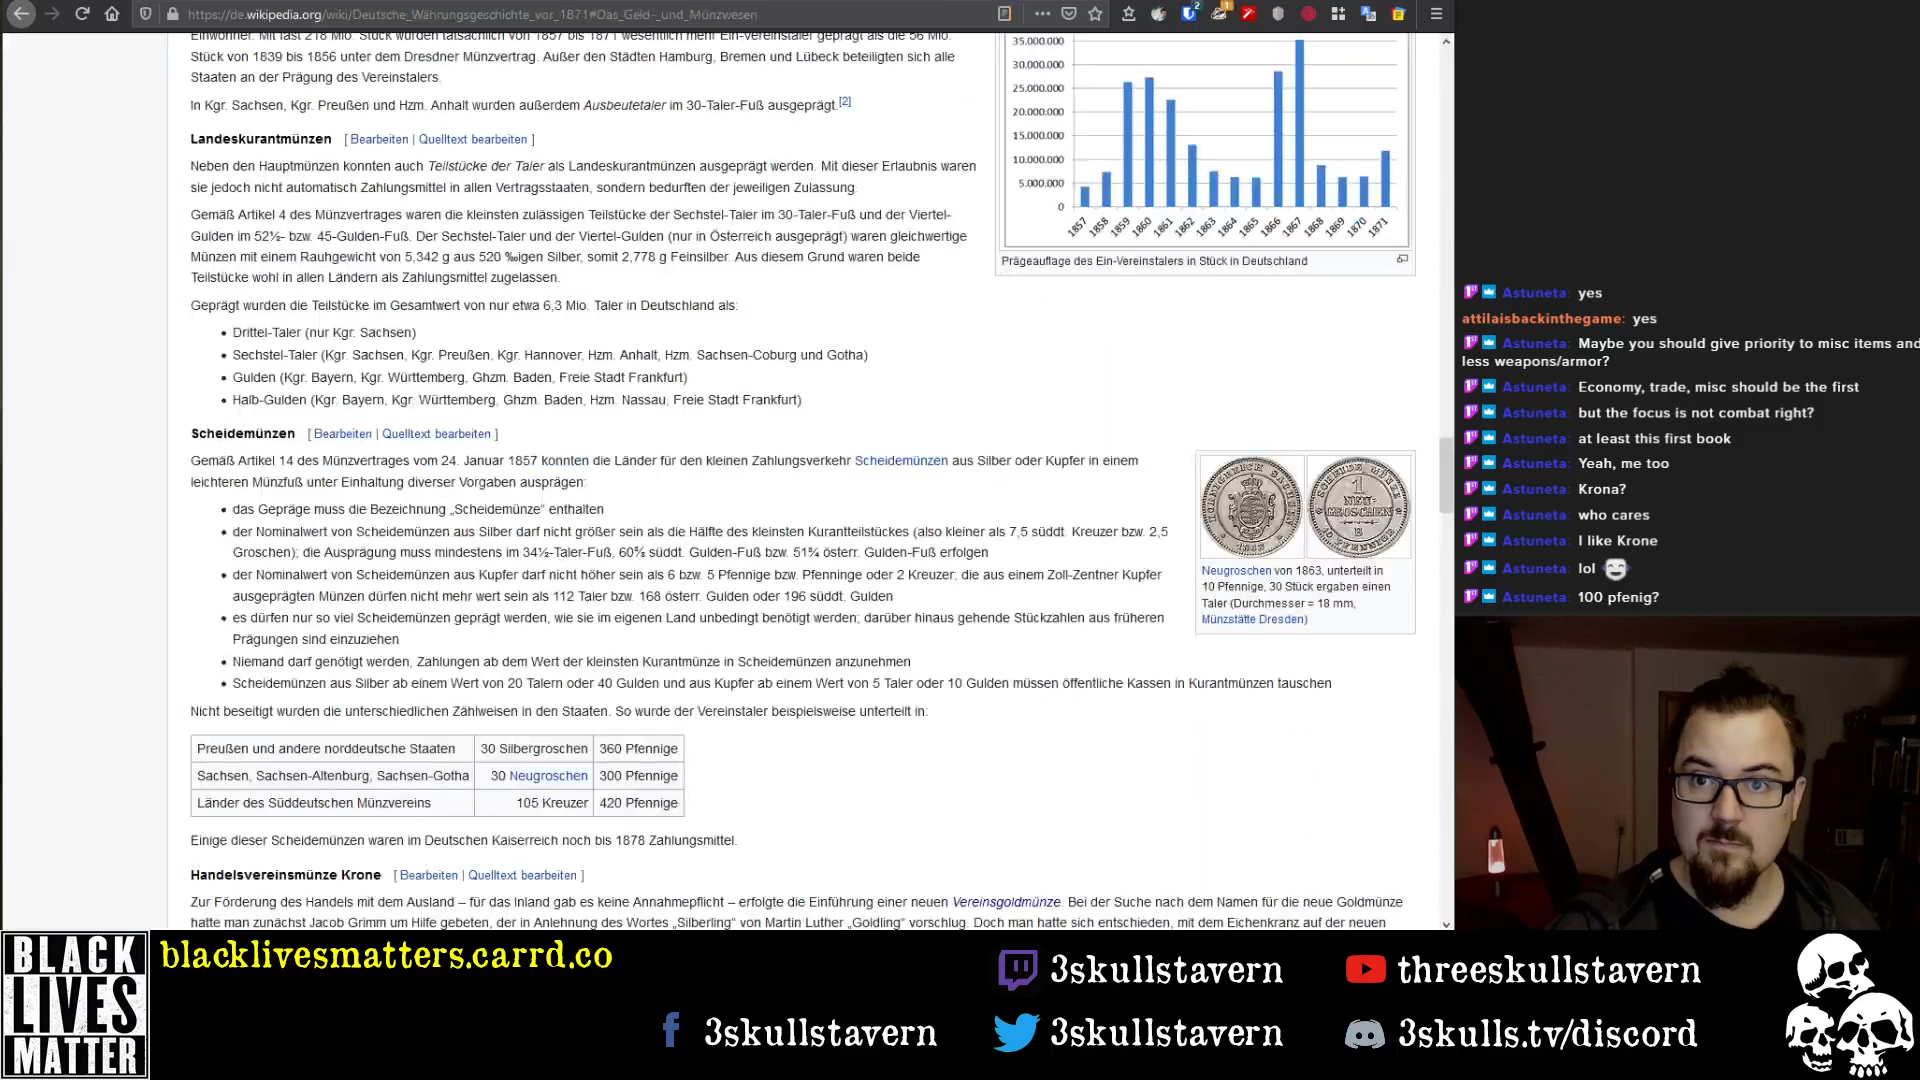 https://de.wikipedia.org/wiki/Deutsche_Währungsgeschichte_vor_1871#Das_Geld-_und_Münzwesen
Einwohner. Mit fast 218 Mio. Stück wurden tatsächlich von 1857 bis 1871 wesentlich mehr Ein-Vereinstaler geprägt als die 56 Mio.
Stück von 1839 bis 1856 unter dem Dresdner Münzvertrag. Außer den Städten Hamburg, Bremen und Lübeck beteiligten sich alle
Staaten an der Prägung des Vereinstalers.
In Kgr. Sachsen, Kgr. Preußen und Hzm. Anhalt wurden außerdem Ausbeutetaler im 30-Taler-Fuß ausgeprägt.[2]
Landeskurantmünzen [ Bearbeiten | Quelltext bearbeiten ]
Neben den Hauptmünzen konnten auch Teilstücke der Taler als Landeskurantmünzen ausgeprägt werden. Mit dieser Erlaubnis waren
sie jedoch nicht automatisch Zahlungsmittel in allen Vertragsstaaten, sondern bedurften der jeweiligen Zulassung.
Gemäß Artikel 4 des Münzvertrages waren die kleinsten zulässigen Teilstücke der Sechstel-Taler im 30-Taler-Fuß und der Viertel-
Gulden im 52½- bzw. 45-Gulden-Fuß. Der Sechstel-Taler und der Viertel-Gulden (nur in Österreich ausgeprägt) waren gleichwertige
Münzen mit einem Rauhgewicht von 5,342 g aus 520 ‰igen Silber, somit 2,778 g Feinsilber. Aus diesem Grund waren beide
Teilstücke wohl in allen Ländern als Zahlungsmittel zugelassen.
Geprägt wurden die Teilstücke im Gesamtwert von nur etwa 6,3 Mio. Taler in Deutschland als:
• Drittel-Taler (nur Kgr. Sachsen)
• Sechstel-Taler (Kgr. Sachsen, Kgr. Preußen, Kgr. Hannover, Hzm. Anhalt, Hzm. Sachsen-Coburg und Gotha)
• Gulden (Kgr. Bayern, Kgr. Württemberg, Ghzm. Baden, Freie Stadt Frankfurt)
• Halb-Gulden (Kgr. Bayern, Kgr. Württemberg, Ghzm. Baden, Hzm. Nassau, Freie Stadt Frankfurt)
35.000.000
30.000.000
25.000.000
20.000.000
15.000.000
10.000.000
5.000.000
0
1857 1858 1859 1860 1861 1862 1863 1864 1865 1866 1867 1868 1869 1870 1871
Prägeauflage des Ein-Vereinstalers in Stück in Deutschland
Scheidemünzen [ Bearbeiten | Quelltext bearbeiten ]
Gemäß Artikel 14 des Münzvertrages vom 24. Januar 1857 konnten die Länder für den kleinen Zahlungsverkehr Scheidemünzen aus Silber oder Kupfer in einem
leichteren Münzfuß unter Einhaltung diverser Vorgaben ausprägen:
• das Gepräge muss die Bezeichnung „Scheidemünze“ enthalten
• der Nominalwert von Scheidemünzen aus Silber darf nicht größer sein als die Hälfte des kleinsten Kurantteilstückes (also kleiner als 7,5 süddt. Kreuzer bzw. 2,5
Groschen); die Ausprägung muss mindestens im 34½-Taler-Fuß, 60⅜ süddt. Gulden-Fuß bzw. 51¾ österr. Gulden-Fuß erfolgen
• der Nominalwert von Scheidemünzen aus Kupfer darf nicht höher sein als 6 bzw. 5 Pfennige bzw. Pfenninge oder 2 Kreuzer; die aus einem Zoll-Zentner Kupfer
ausgeprägten Münzen dürfen nicht mehr wert sein als 112 Taler bzw. 168 österr. Gulden oder 196 süddt. Gulden
• es dürfen nur so viel Scheidemünzen geprägt werden, wie sie im eigenen Land unbedingt benötigt werden; darüber hinaus gehende Stückzahlen aus früheren
Prägungen sind einzuziehen
• Niemand darf genötigt werden, Zahlungen ab dem Wert der kleinsten Kurantmünze in Scheidemünzen anzunehmen
• Scheidemünzen aus Silber ab einem Wert von 20 Talern oder 40 Gulden und aus Kupfer ab einem Wert von 5 Taler oder 10 Gulden müssen öffentliche Kassen in Kurantmünzen tauschen
KOENIGREICH SACHSEN
1863
SCHEIDE MÜNZE
1
NEU-
GROSCHEN
B
10 PFENNIGE
Neugroschen von 1863, unterteilt in
10 Pfennige, 30 Stück ergaben einen
Taler (Durchmesser = 18 mm,
Münzstätte Dresden)
Nicht beseitigt wurden die unterschiedlichen Zählweisen in den Staaten. So wurde der Vereinstaler beispielsweise unterteilt in:
Preußen und andere norddeutsche Staaten 30 Silbergroschen 360 Pfennige
Sachsen, Sachsen-Altenburg, Sachsen-Gotha 30 Neugroschen 300 Pfennige
Länder des Süddeutschen Münzvereins 105 Kreuzer 420 Pfennige
Einige dieser Scheidemünzen waren im Deutschen Kaiserreich noch bis 1878 Zahlungsmittel.
Handelsvereinsmünze Krone [ Bearbeiten | Quelltext bearbeiten ]
Zur Förderung des Handels mit dem Ausland – für das Inland gab es keine Annahmepflicht – erfolgte die Einführung einer neuen Vereinsgoldmünze. Bei der Suche nach dem Namen für die neue Goldmünze
hatte man zunächst Jacob Grimm um Hilfe gebeten, der in Anlehnung des Wortes „Silberling“ von Martin Luther „Goldling“ vorschlug. Doch man hatte sich entschieden, mit dem Eichenkranz auf der neuen
Astuneta: yes
attilaisbackinthegame: yes
Astuneta: Maybe you should give priority to misc items and
less weapons/armor?
Astuneta: Economy, trade, misc should be the first
Astuneta: but the focus is not combat right?
Astuneta: at least this first book
Astuneta: Yeah, me too
Astuneta: Krona?
Astuneta: who cares
Astuneta: I like Krone
Astuneta: lol
Astuneta: 100 pfenig?
BLACK
LIVES
MATTER
blacklivesmatters.carrd.co
3skullstavern
threeskullstavern
3skullstavern
3skullstavern
3skulls.tv/discord